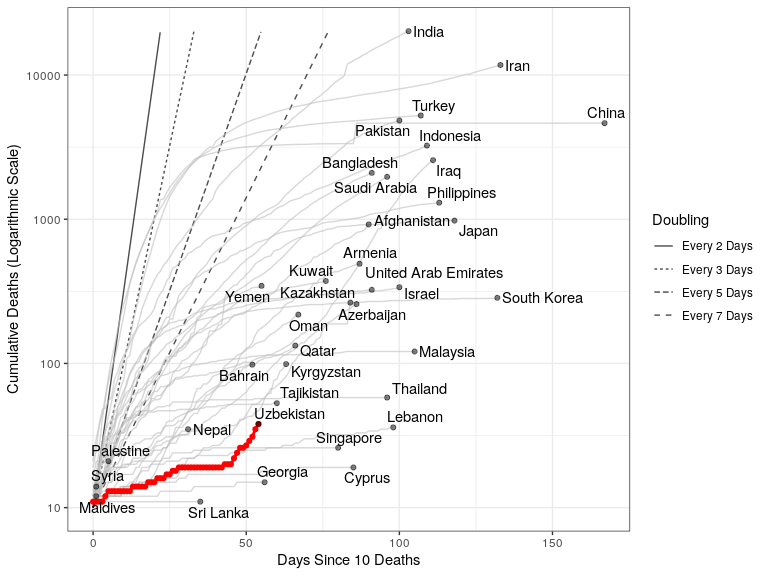 India
Iran
Turkey
China
Pakistan
Indonesia
Bangladesh
Iraq
Saudi Arabia
Philippines
Afghanistan
Japan
Armenia
Kuwait
United Arab Emirates
Yemen
Kazakhstan
Israel
South Korea
Azerbaijan
Oman
Qatar
Malaysia
Bahrain
Kyrgyzstan
Tajikistan
Thailand
Uzbekistan
Lebanon
Nepal
Singapore
Palestine
Syria
Georgia
Cyprus
Maldives
Sri Lanka
10000
1000
100
10
0
50
100
150
Days Since 10 Deaths
Cumulative Deaths (Logarithmic Scale)
Doubling
Every 2 Days
Every 3 Days
Every 5 Days
Every 7 Days